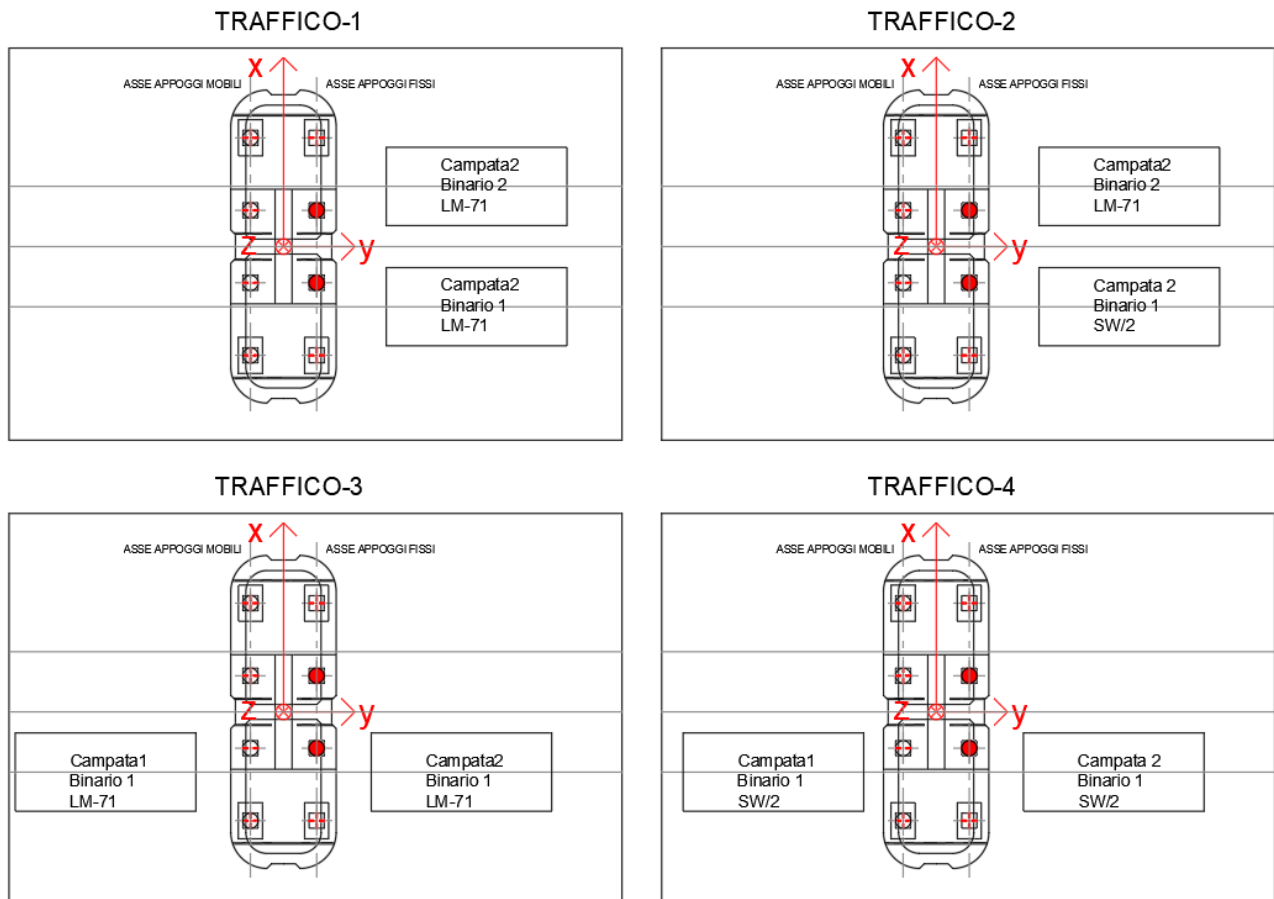 TRAFFICO-1
X
ASSE APPOGGI MOBILI
ASSE APPOGGI FISSI
Campata2
Binario 2
LM-71
Z
y
Campata2
Binario 1
LM-71
TRAFFICO-2
X
ASSE APPOGGI MOBILI
ASSE APPOGGI FISSI
Campata2
Binario 2
LM-71
Z
y
Campata 2
Binario 1
SW/2
TRAFFICO-3
X
ASSE APPOGGI MOBILI
ASSE APPOGGI FISSI
Z
y
Campata1
Binario 1
LM-71
Campata2
Binario 1
LM-71
TRAFFICO-4
X
ASSE APPOGGI MOBILI
ASSE APPOGGI FISSI
Z
y
Campata1
Binario 1
SW/2
Campata 2
Binario 1
SW/2